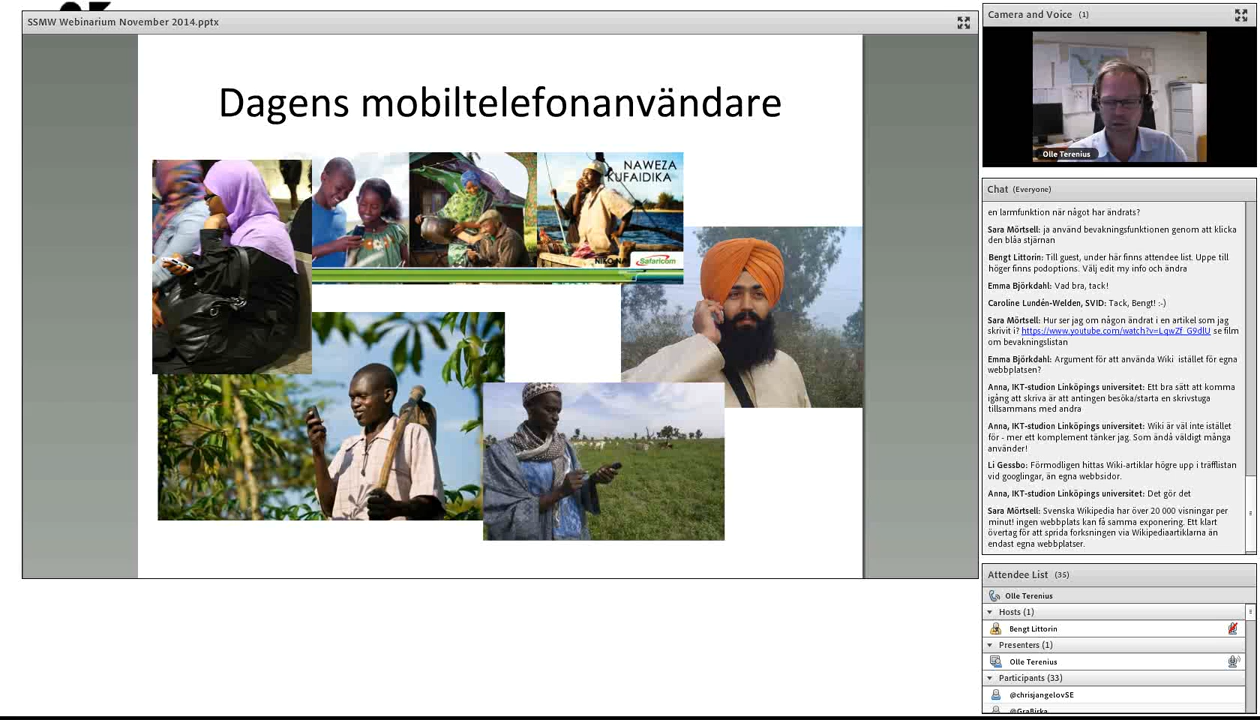 SSMW Webinarium November 2014.pptx
Dagens mobiltelefonanvändare
NAWEZA
KUFAIDIKA
Safaricom
Camera and Voice (1)
Olle Terenius
Chat (Everyone)
en larmfunktion när något har ändrats?
Sara Mörtsell: ja använd bevakningsfunktionen genom att klicka
den blåa stjärnan
Bengt Littorin: Till guest, under här finns attendee list. Uppe till
höger finns podoptions. Välj edit my info och ändra
Emma Björkdahl: Vad bra, tack!
Caroline Lundén-Welden, SVID: Tack, Bengt! :-)
Sara Mörtsell: Hur ser jag om någon ändrat i en artikel som jag
skrivit i? https://www.youtube.com/watch?v=LqwZf_G9dlU se film
om bevakningslistan
Emma Björkdahl: Argument för att använda Wiki istället för egna
webbplatsen?
Anna, IKT-studion Linköpings universitet: Ett bra sätt att komma
igång att skriva är att antingen besöka/starta en skrivstuga
tillsammans med andra
Anna, IKT-studion Linköpings universitet: Wiki är väl inte istället
för - mer ett komplement tänker jag. Som ändå väldigt många
använder!
Li Gessbo: Förmodligen hittas Wiki-artiklar högre upp i träfflistan
vid googlingar, än egna webbsidor.
Anna, IKT-studion Linköpings universitet: Det gör det
Sara Mörtsell: Svenska Wikipedia har över 20 000 visningar per
minut! ingen webbplats kan få samma exponering. Ett klart
övertag för att sprida forksningen via Wikipediaartiklarna än
endast egna webbplatser.
Attendee List (35)
Olle Terenius
Hosts (1)
Bengt Littorin
Presenters (1)
Olle Terenius
Participants (33)
@chrisjangelovSE
@GraBirka